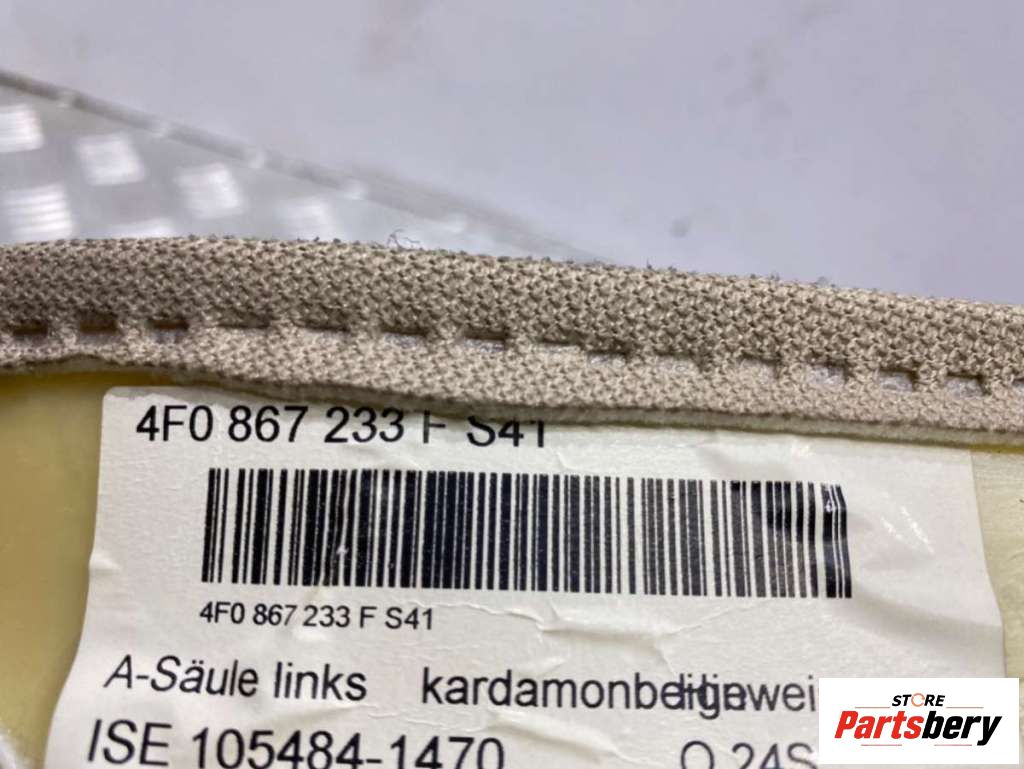 4F0 867 233 F S41
4F0 867 233 F S41
A-Säule links kardamonbeige
ISE 105484-1470
STORE
Partsbery